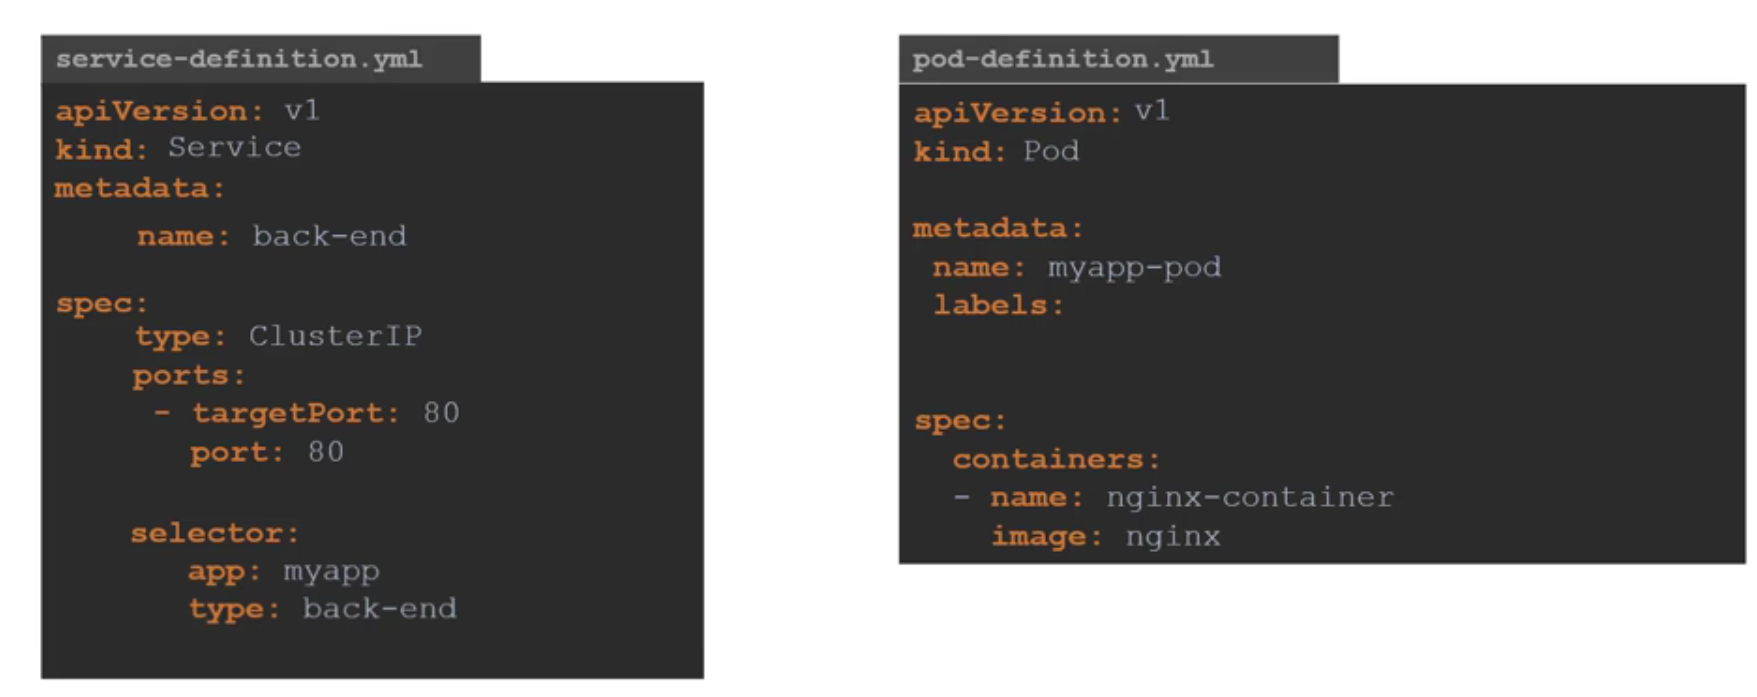 service-definition.yml
apiVersion: v1
kind: Service
metadata:
name: back-end
spec:
type: ClusterIP
ports:
- targetPort: 80
port: 80
selector:
app: myapp
type: back-end
pod-definition.yml
apiVersion: v1
kind: Pod
metadata:
name: myapp-pod
labels:
spec:
containers:
- name: nginx-container
image: nginx